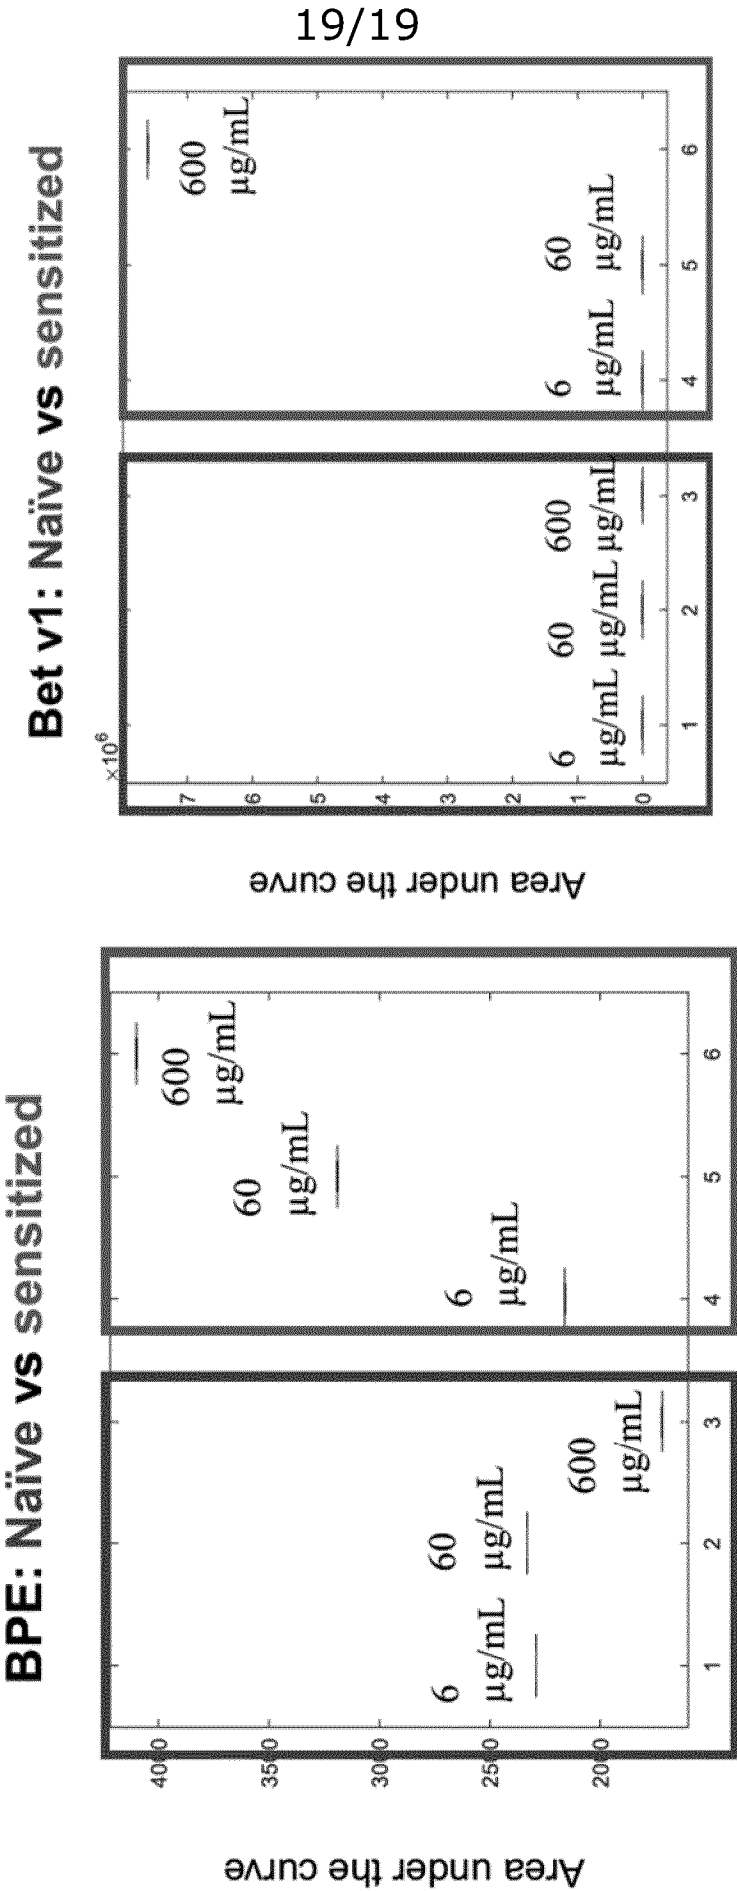 19/19
BPE: Naïve vs sensitized
Area under the curve
4000
3500
3000
2500
2000
6
µg/mL
60
µg/mL
600
µg/mL
6
µg/mL
60
µg/mL
600
µg/mL
1
2
3
4
5
6
Bet v1: Naïve vs sensitized
Area under the curve
×10⁶
7
6
5
4
3
2
1
0
6
µg/mL
60
µg/mL
600
µg/mL
6
µg/mL
60
µg/mL
600
µg/mL
1
2
3
4
5
6